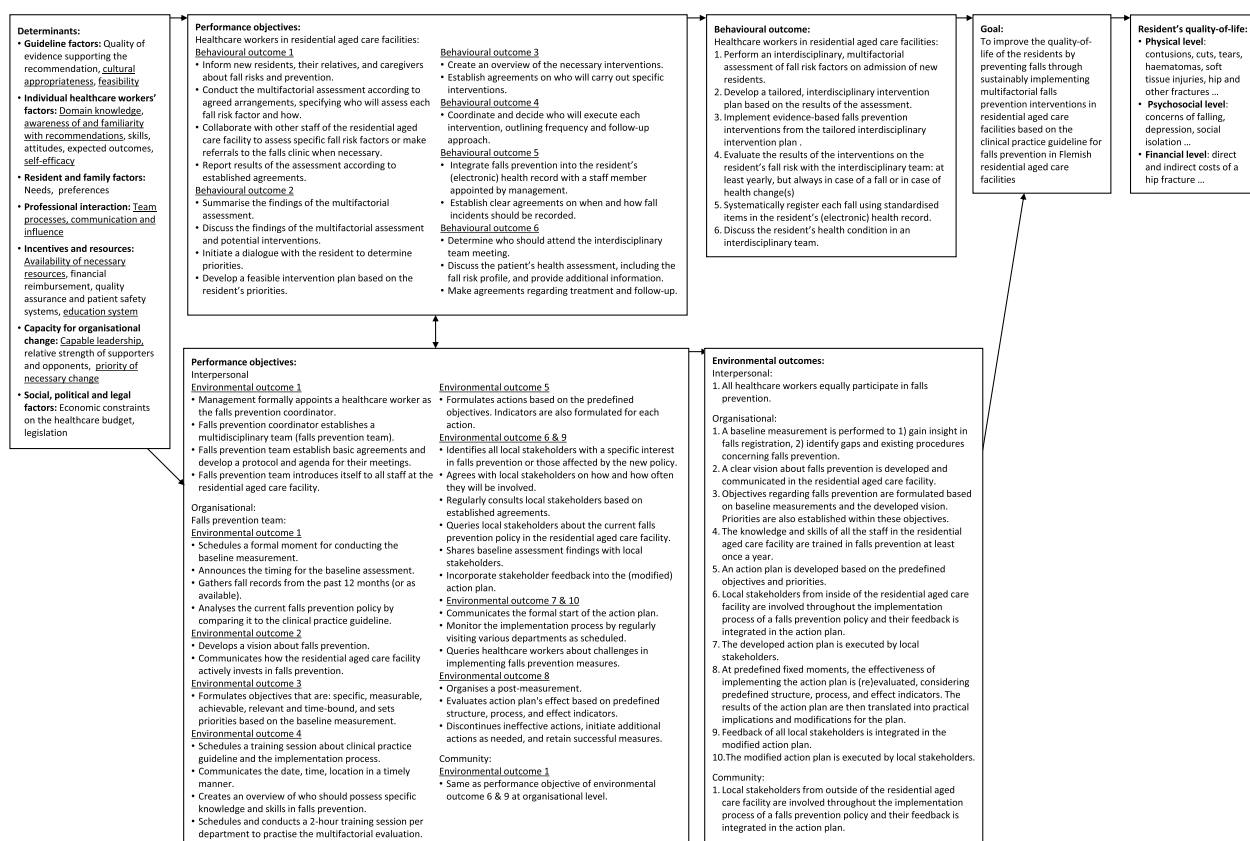 Determinants:
• Guideline factors: Quality of
evidence supporting the
recommendation, cultural
appropriateness, feasibility
• Individual healthcare workers’
factors: Domain knowledge,
awareness of and familiarity
with recommendations, skills,
attitudes, expected outcomes,
self-efficacy
• Resident and family factors:
Needs, preferences
• Professional interaction: Team
processes, communication and
influence
• Incentives and resources:
Availability of necessary
resources, financial
reimbursement, quality
assurance and patient safety
systems, education system
• Capacity for organisational
change: Capable leadership,
relative strength of supporters
and opponents, priority of
necessary change
• Social, political and legal
factors: Economic constraints
on the healthcare budget,
legislation
Performance objectives:
Healthcare workers in residential aged care facilities:
Behavioural outcome 1
• Inform new residents, their relatives, and caregivers
about fall risks and prevention.
• Conduct the multifactorial assessment according to
agreed arrangements, specifying who will assess each
fall risk factor and how.
• Collaborate with other staff of the residential aged
care facility to assess specific fall risk factors or make
referrals to the falls clinic when necessary.
• Report results of the assessment according to
established agreements.
Behavioural outcome 2
• Summarise the findings of the multifactorial
assessment.
• Discuss the findings of the multifactorial assessment
and potential interventions.
• Initiate a dialogue with the resident to determine
priorities.
• Develop a feasible intervention plan based on the
resident’s priorities.
Behavioural outcome 3
• Create an overview of the necessary interventions.
• Establish agreements on who will carry out specific
interventions.
Behavioural outcome 4
• Coordinate and decide who will execute each
intervention, outlining frequency and follow-up
approach.
Behavioural outcome 5
• Integrate falls prevention into the resident’s
(electronic) health record with a staff member
appointed by management.
• Establish clear agreements on when and how fall
incidents should be recorded.
Behavioural outcome 6
• Determine who should attend the interdisciplinary
team meeting.
• Discuss the patient’s health assessment, including the
fall risk profile, and provide additional information.
• Make agreements regarding treatment and follow-up.
Behavioural outcome:
Healthcare workers in residential aged care facilities:
1. Perform an interdisciplinary, multifactorial
assessment of fall risk factors on admission of new
residents.
2. Develop a tailored, interdisciplinary intervention
plan based on the results of the assessment.
3. Implement evidence-based falls prevention
interventions from the tailored interdisciplinary
intervention plan .
4. Evaluate the results of the interventions on the
resident’s fall risk with the interdisciplinary team: at
least yearly, but always in case of a fall or in case of
health change(s)
5. Systematically register each fall using standardised
items in the resident’s (electronic) health record.
6. Discuss the resident’s health condition in an
interdisciplinary team.
Goal:
To improve the quality-of-
life of the residents by
preventing falls through
sustainably implementing
multifactorial falls
prevention interventions in
residential aged care
facilities based on the
clinical practice guideline for
falls prevention in Flemish
residential aged care
facilities
Resident’s quality-of-life:
• Physical level:
contusions, cuts, tears,
haematomas, soft
tissue injuries, hip and
other fractures …
• Psychosocial level:
concerns of falling,
depression, social
isolation …
• Financial level: direct
and indirect costs of a
hip fracture …
Performance objectives:
Interpersonal
Environmental outcome 1
• Management formally appoints a healthcare worker as
the falls prevention coordinator.
• Falls prevention coordinator establishes a
multidisciplinary team (falls prevention team).
• Falls prevention team establish basic agreements and
develop a protocol and agenda for their meetings.
• Falls prevention team introduces itself to all staff at the
residential aged care facility.
Organisational:
Falls prevention team:
Environmental outcome 1
• Schedules a formal moment for conducting the
baseline measurement.
• Announces the timing for the baseline assessment.
• Gathers fall records from the past 12 months (or as
available).
• Analyses the current falls prevention policy by
comparing it to the clinical practice guideline.
Environmental outcome 2
• Develops a vision about falls prevention.
• Communicates how the residential aged care facility
actively invests in falls prevention.
Environmental outcome 3
• Formulates objectives that are: specific, measurable,
achievable, relevant and time-bound, and sets
priorities based on the baseline measurement.
Environmental outcome 4
• Schedules a training session about clinical practice
guideline and the implementation process.
• Communicates the date, time, location in a timely
manner.
• Creates an overview of who should possess specific
knowledge and skills in falls prevention.
• Schedules and conducts a 2-hour training session per
department to practise the multifactorial evaluation.
Environmental outcome 5
• Formulates actions based on the predefined
objectives. Indicators are also formulated for each
action.
Environmental outcome 6 & 9
• Identifies all local stakeholders with a specific interest
in falls prevention or those affected by the new policy.
• Agrees with local stakeholders on how and how often
they will be involved.
• Regularly consults local stakeholders based on
established agreements.
• Queries local stakeholders about the current falls
prevention policy in the residential aged care facility.
• Shares baseline assessment findings with local
stakeholders.
• Incorporate stakeholder feedback into the (modified)
action plan.
• Environmental outcome 7 & 10
• Communicates the formal start of the action plan.
• Monitor the implementation process by regularly
visiting various departments as scheduled.
• Queries healthcare workers about challenges in
implementing falls prevention measures.
Environmental outcome 8
• Organises a post-measurement.
• Evaluates action plan's effect based on predefined
structure, process, and effect indicators.
• Discontinues ineffective actions, initiate additional
actions as needed, and retain successful measures.
Community:
Environmental outcome 1
• Same as performance objective of environmental
outcome 6 & 9 at organisational level.
Environmental outcomes:
Interpersonal:
1. All healthcare workers equally participate in falls
prevention.
Organisational:
1. A baseline measurement is performed to 1) gain insight in
falls registration, 2) identify gaps and existing procedures
concerning falls prevention.
2. A clear vision about falls prevention is developed and
communicated in the residential aged care facility.
3. Objectives regarding falls prevention are formulated based
on baseline measurements and the developed vision.
Priorities are also established within these objectives.
4. The knowledge and skills of all the staff in the residential
aged care facility are trained in falls prevention at least
once a year.
5. An action plan is developed based on the predefined
objectives and priorities.
6. Local stakeholders from inside of the residential aged care
facility are involved throughout the implementation
process of a falls prevention policy and their feedback is
integrated in the action plan.
7. The developed action plan is executed by local
stakeholders.
8. At predefined fixed moments, the effectiveness of
implementing the action plan is (re)evaluated, considering
predefined structure, process, and effect indicators. The
results of the action plan are then translated into practical
implications and modifications for the plan.
9. Feedback of all local stakeholders is integrated in the
modified action plan.
10.The modified action plan is executed by local stakeholders.
Community:
1. Local stakeholders from outside of the residential aged
care facility are involved throughout the implementation
process of a falls prevention policy and their feedback is
integrated in the action plan.